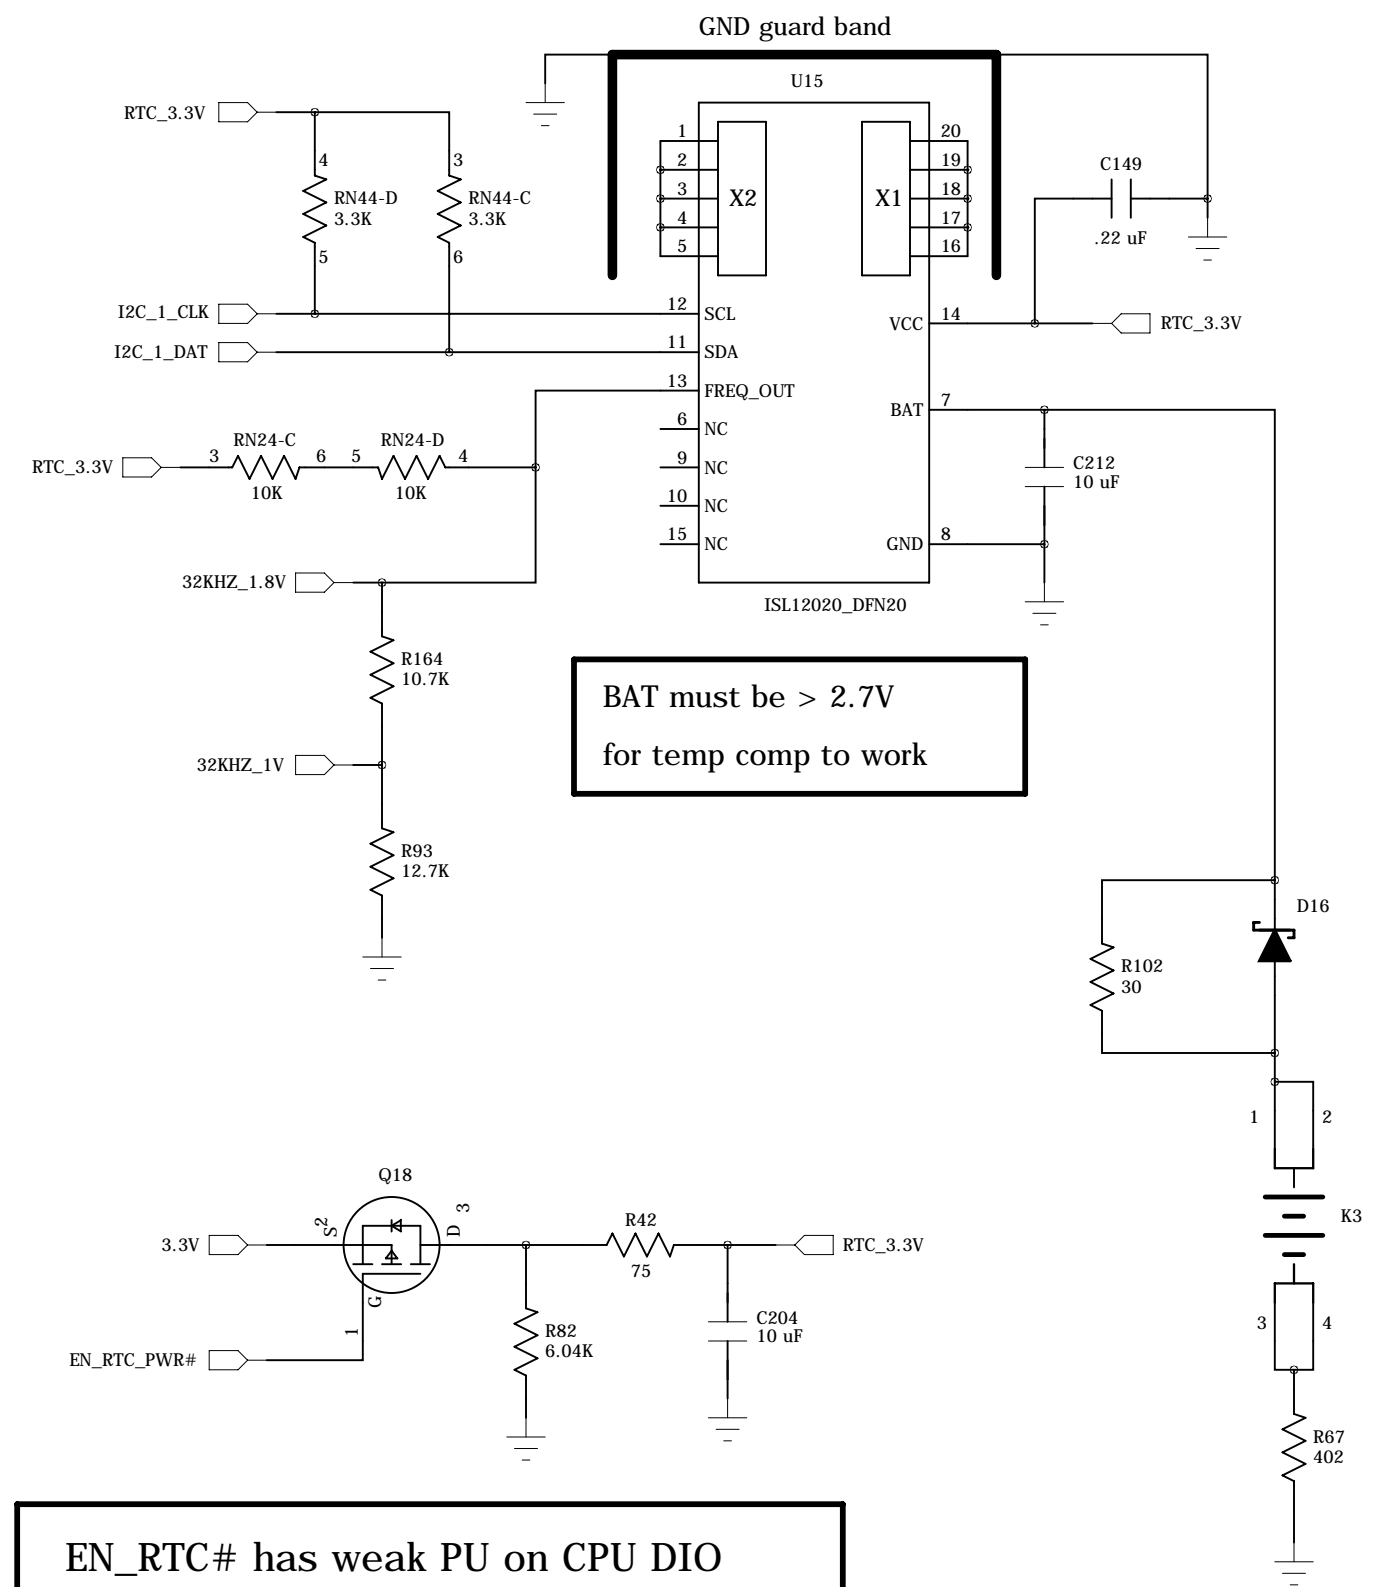 GND guard band
U15
RTC_3.3V
4
3
RN44-D
3.3K
RN44-C
3.3K
5
6
1
2
3
4
5
X2
X1
20
19
18
17
16
C149
.22 uF
I2C_1_CLK
12
SCL
VCC
14
RTC_3.3V
I2C_1_DAT
11
SDA
13
FREQ_OUT
BAT
7
6
NC
RTC_3.3V
3
RN24-C
10K
6
5
RN24-D
10K
4
9
NC
C212
10 uF
10
NC
15
NC
GND
8
32KHZ_1.8V
ISL12020_DFN20
R164
10.7K
BAT must be > 2.7V
for temp comp to work
32KHZ_1V
R93
12.7K
D16
R102
30
1
2
K3
3
4
R67
402
Q18
3.3V
S
2
D
3
G
1
R42
75
RTC_3.3V
R82
6.04K
C204
10 uF
EN_RTC_PWR#
EN_RTC# has weak PU on CPU DIO